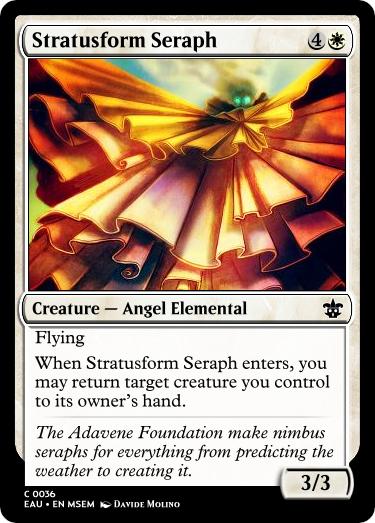 Stratusform Seraph 4
Creature — Angel Elemental
Flying
When Stratusform Seraph enters, you
may return target creature you control
to its owner's hand.
The Adavene Foundation make nimbus
seraphs for everything from predicting the
weather to creating it.
3/3
C 0036
EAU • EN MSEM Davide Molino